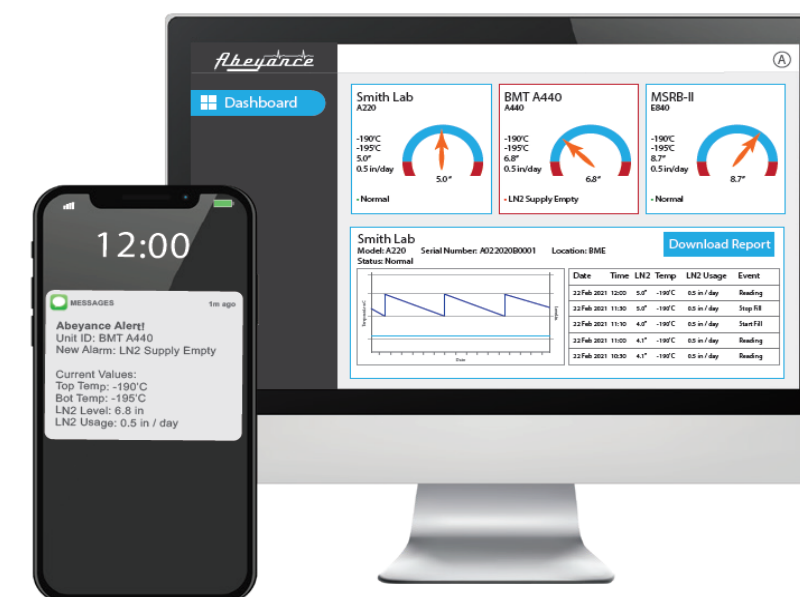 Abeyance
A
Dashboard
Smith Lab
A220
-190°C
-195°C
5.0"
0.5 in/day
5.0"
- Normal
BMT A440
A440
-190°C
-195°C
6.8"
0.5 in/day
6.8"
- LN2 Supply Empty
MSRB-II
E840
-190°C
-195°C
8.7"
0.5 in/day
8.7"
- Normal
Smith Lab
Model: A220 Serial Number: A022020B0001 Location: BME
Status: Normal
Download Report
Date Time LN2 Temp LN2 Usage Event
22 Feb 2021 12:00 5.0" -190°C 0.5 in / day Reading
22 Feb 2021 11:30 5.0" -190°C 0.5 in / day Stop Fill
22 Feb 2021 11:10 4.0" -190°C 0.5 in / day Start Fill
22 Feb 2021 11:00 4.1" -190°C 0.5 in / day Reading
22 Feb 2021 10:30 4.1" -190°C 0.5 in / day Reading
Date
12:00
MESSAGES 1m ago
Abeyance Alert!
Unit ID: BMT A440
New Alarm: LN2 Supply Empty
Current Values:
Top Temp: -190°C
Bot Temp: -195°C
LN2 Level: 6.8 in
LN2 Usage: 0.5 in / day